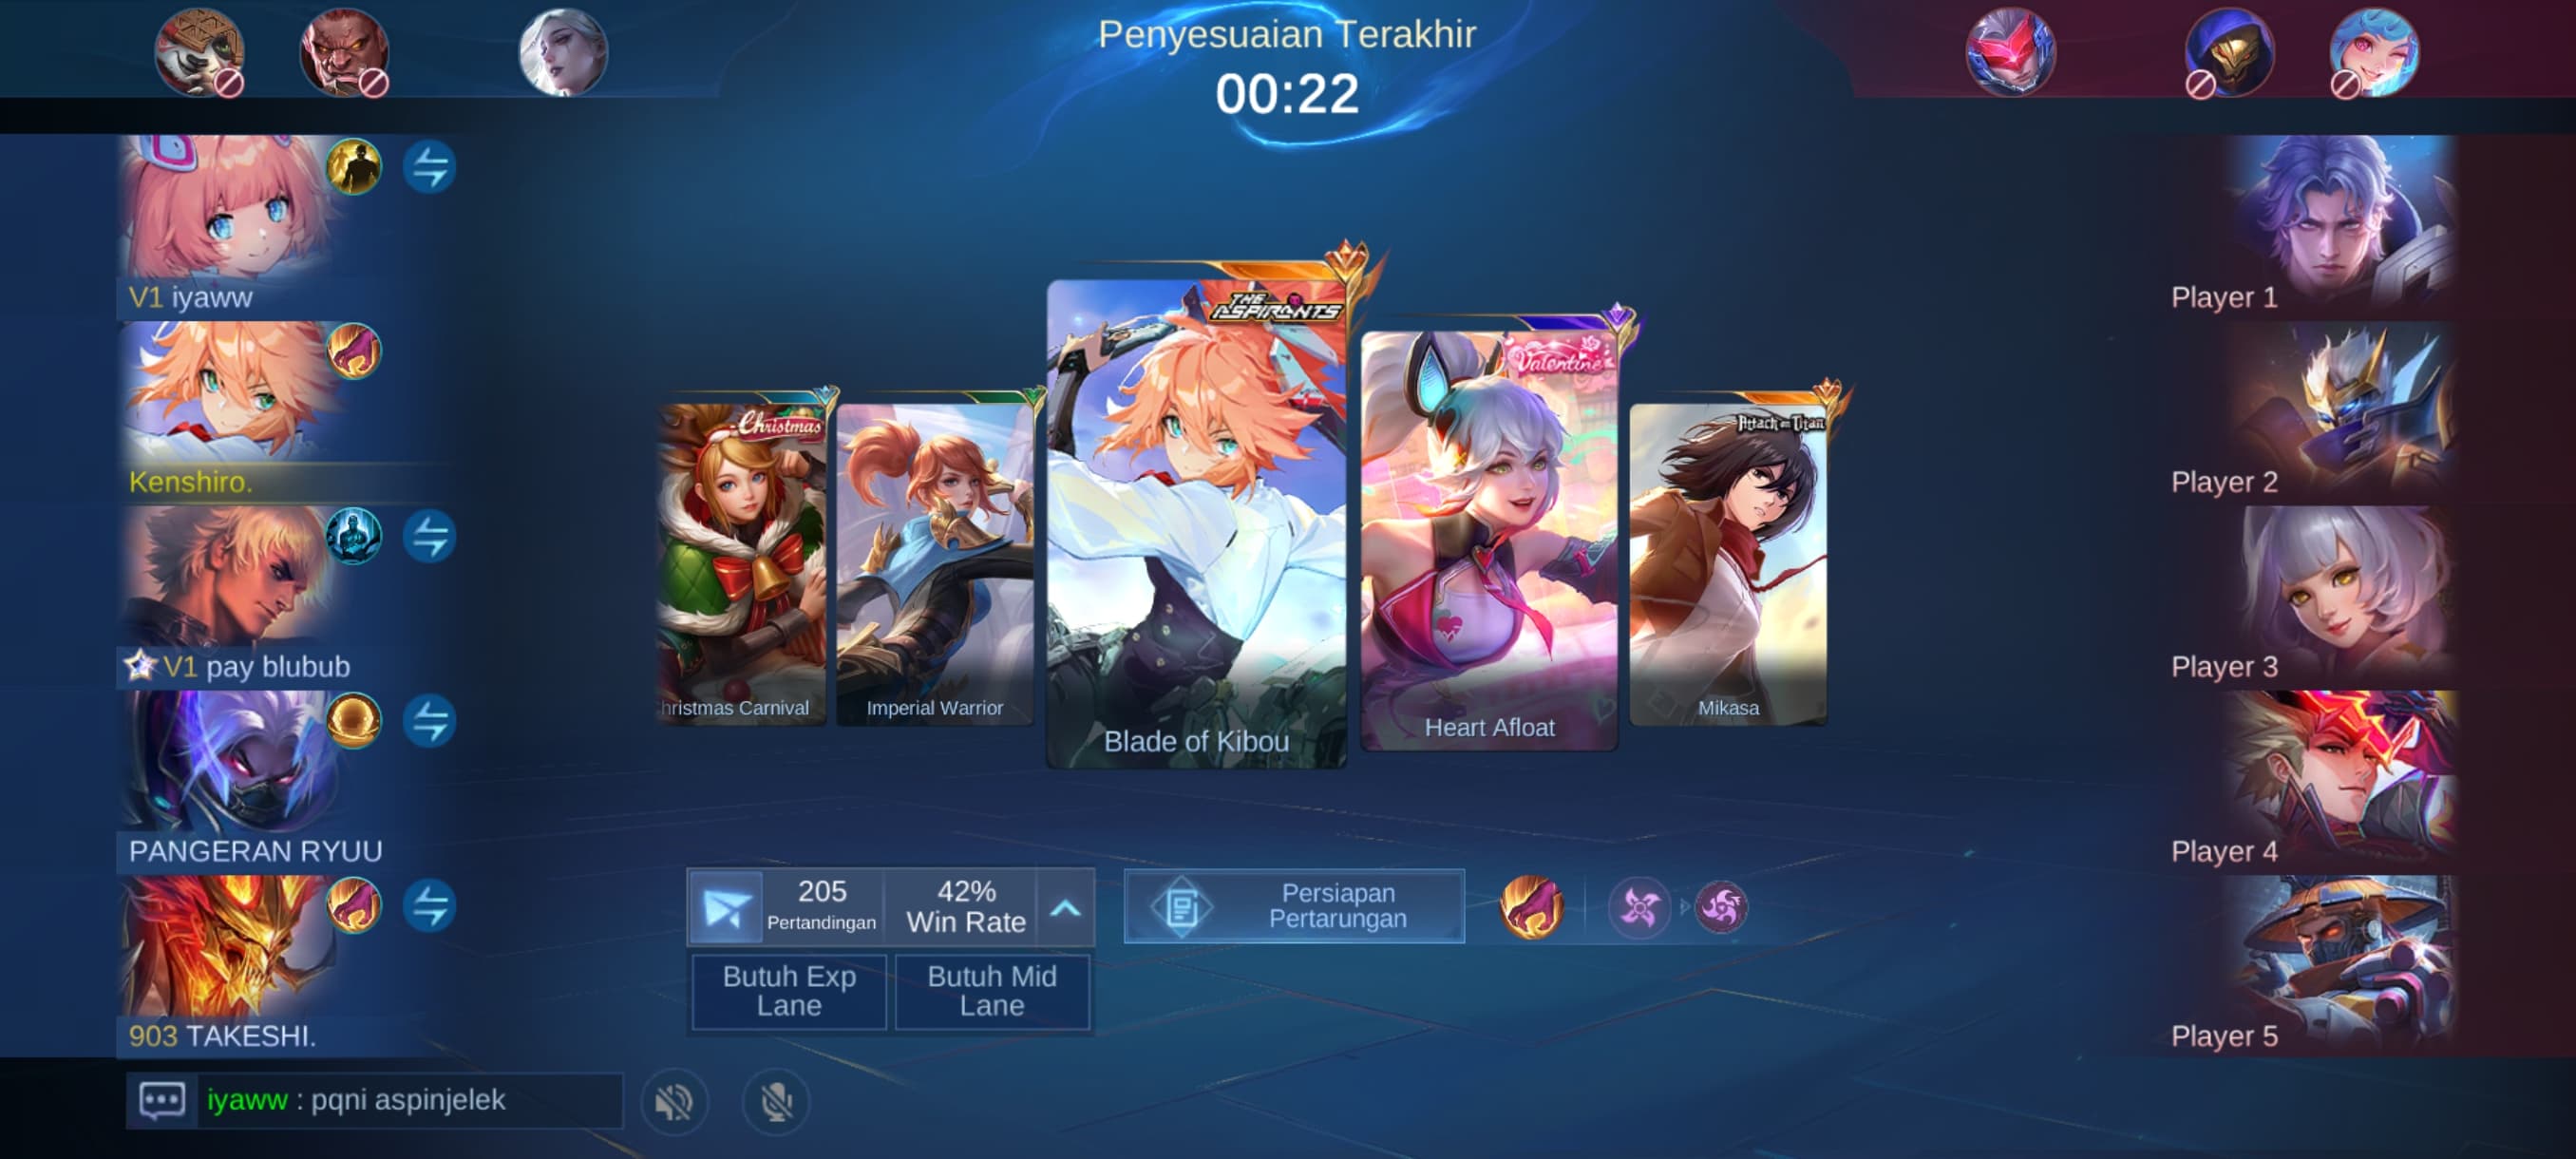 Penyesuaian Terakhir
00:22
V1 iyaww
Kenshiro.
V1 pay blubub
PANGERAN RYUU
903 TAKESHI.
Christmas
hristmas Carnival
Imperial Warrior
THE ASPIRANTS
Blade of Kibou
Valentine
Heart Afloat
Attack on Titan
Mikasa
Player 1
Player 2
Player 3
Player 4
Player 5
205
Pertandingan
42%
Win Rate
Persiapan
Pertarungan
Butuh Exp
Lane
Butuh Mid
Lane
iyaww : pqni aspinjelek